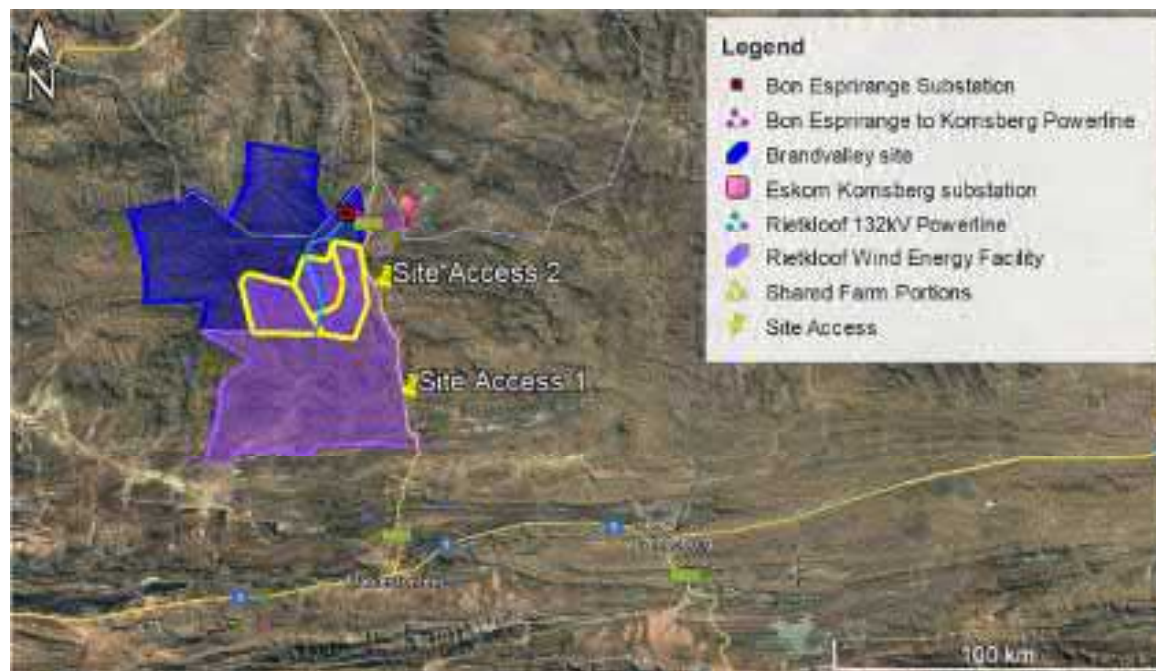 N
Legend
Bon Esprirange Substation
Bon Esprirange to Komsberg Powerline
Brandvalley site
Eskom Komsberg substation
Rietkloof 132kV Powerline
Rietkloof Wind Energy Facility
Shared Farm Portions
Site Access
Site Access 2
Site Access 1
100 km